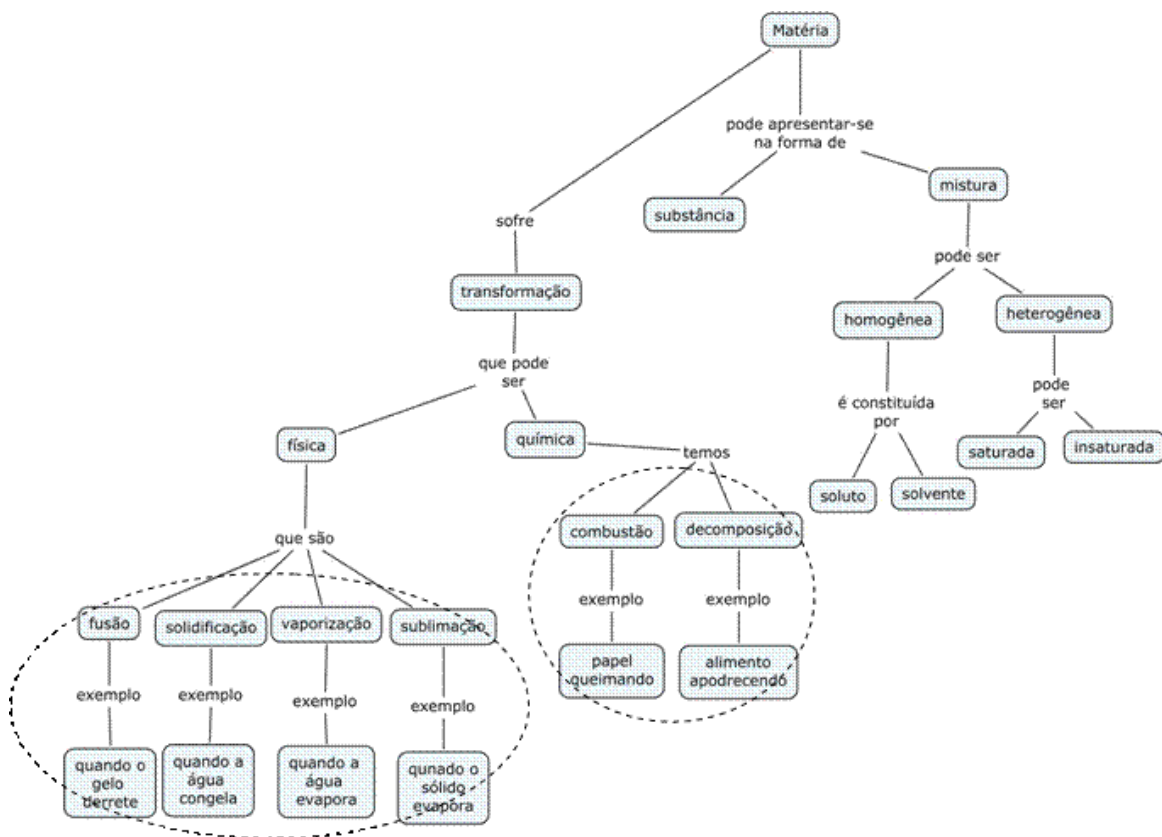 Matéria
pode apresentar-se
na forma de
mistura
substância
sofre
pode ser
transformação
homogênea
heterogênea
que pode
ser
pode
ser
é constituída
por
física
química
temos
saturada
insaturada
soluto
solvente
combustão
decomposição
que são
exemplo
exemplo
fusão
solidificação
vaporização
sublimação
papel
queimando
alimento
apodrecendó
exemplo
exemplo
exemplo
exemplo
quando o
gelo
derrete
quando a
água
congela
quando a
água
evapora
qunado o
sólido
evapora